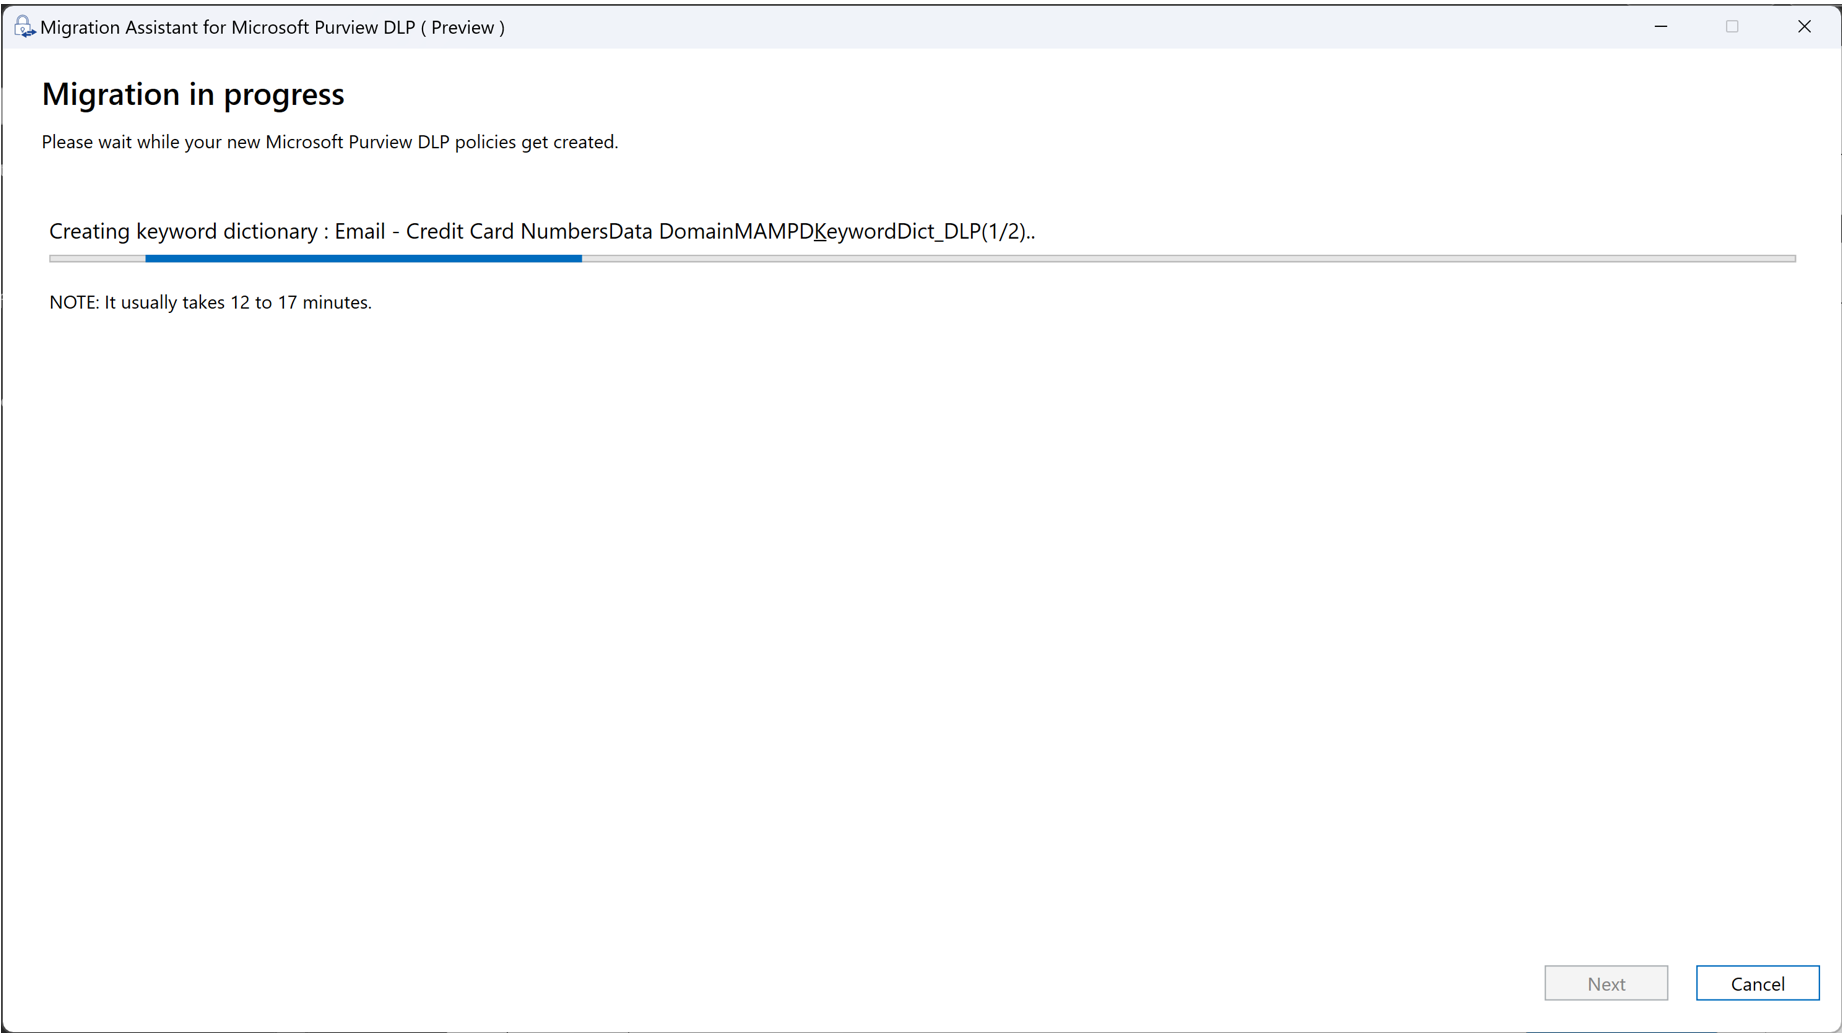 Migration Assistant for Microsoft Purview DLP ( Preview )
Migration in progress
Please wait while your new Microsoft Purview DLP policies get created.
Creating keyword dictionary : Email - Credit Card NumbersData DomainMAMPDKeywordDict_DLP(1/2)..
NOTE: It usually takes 12 to 17 minutes.
Next
Cancel